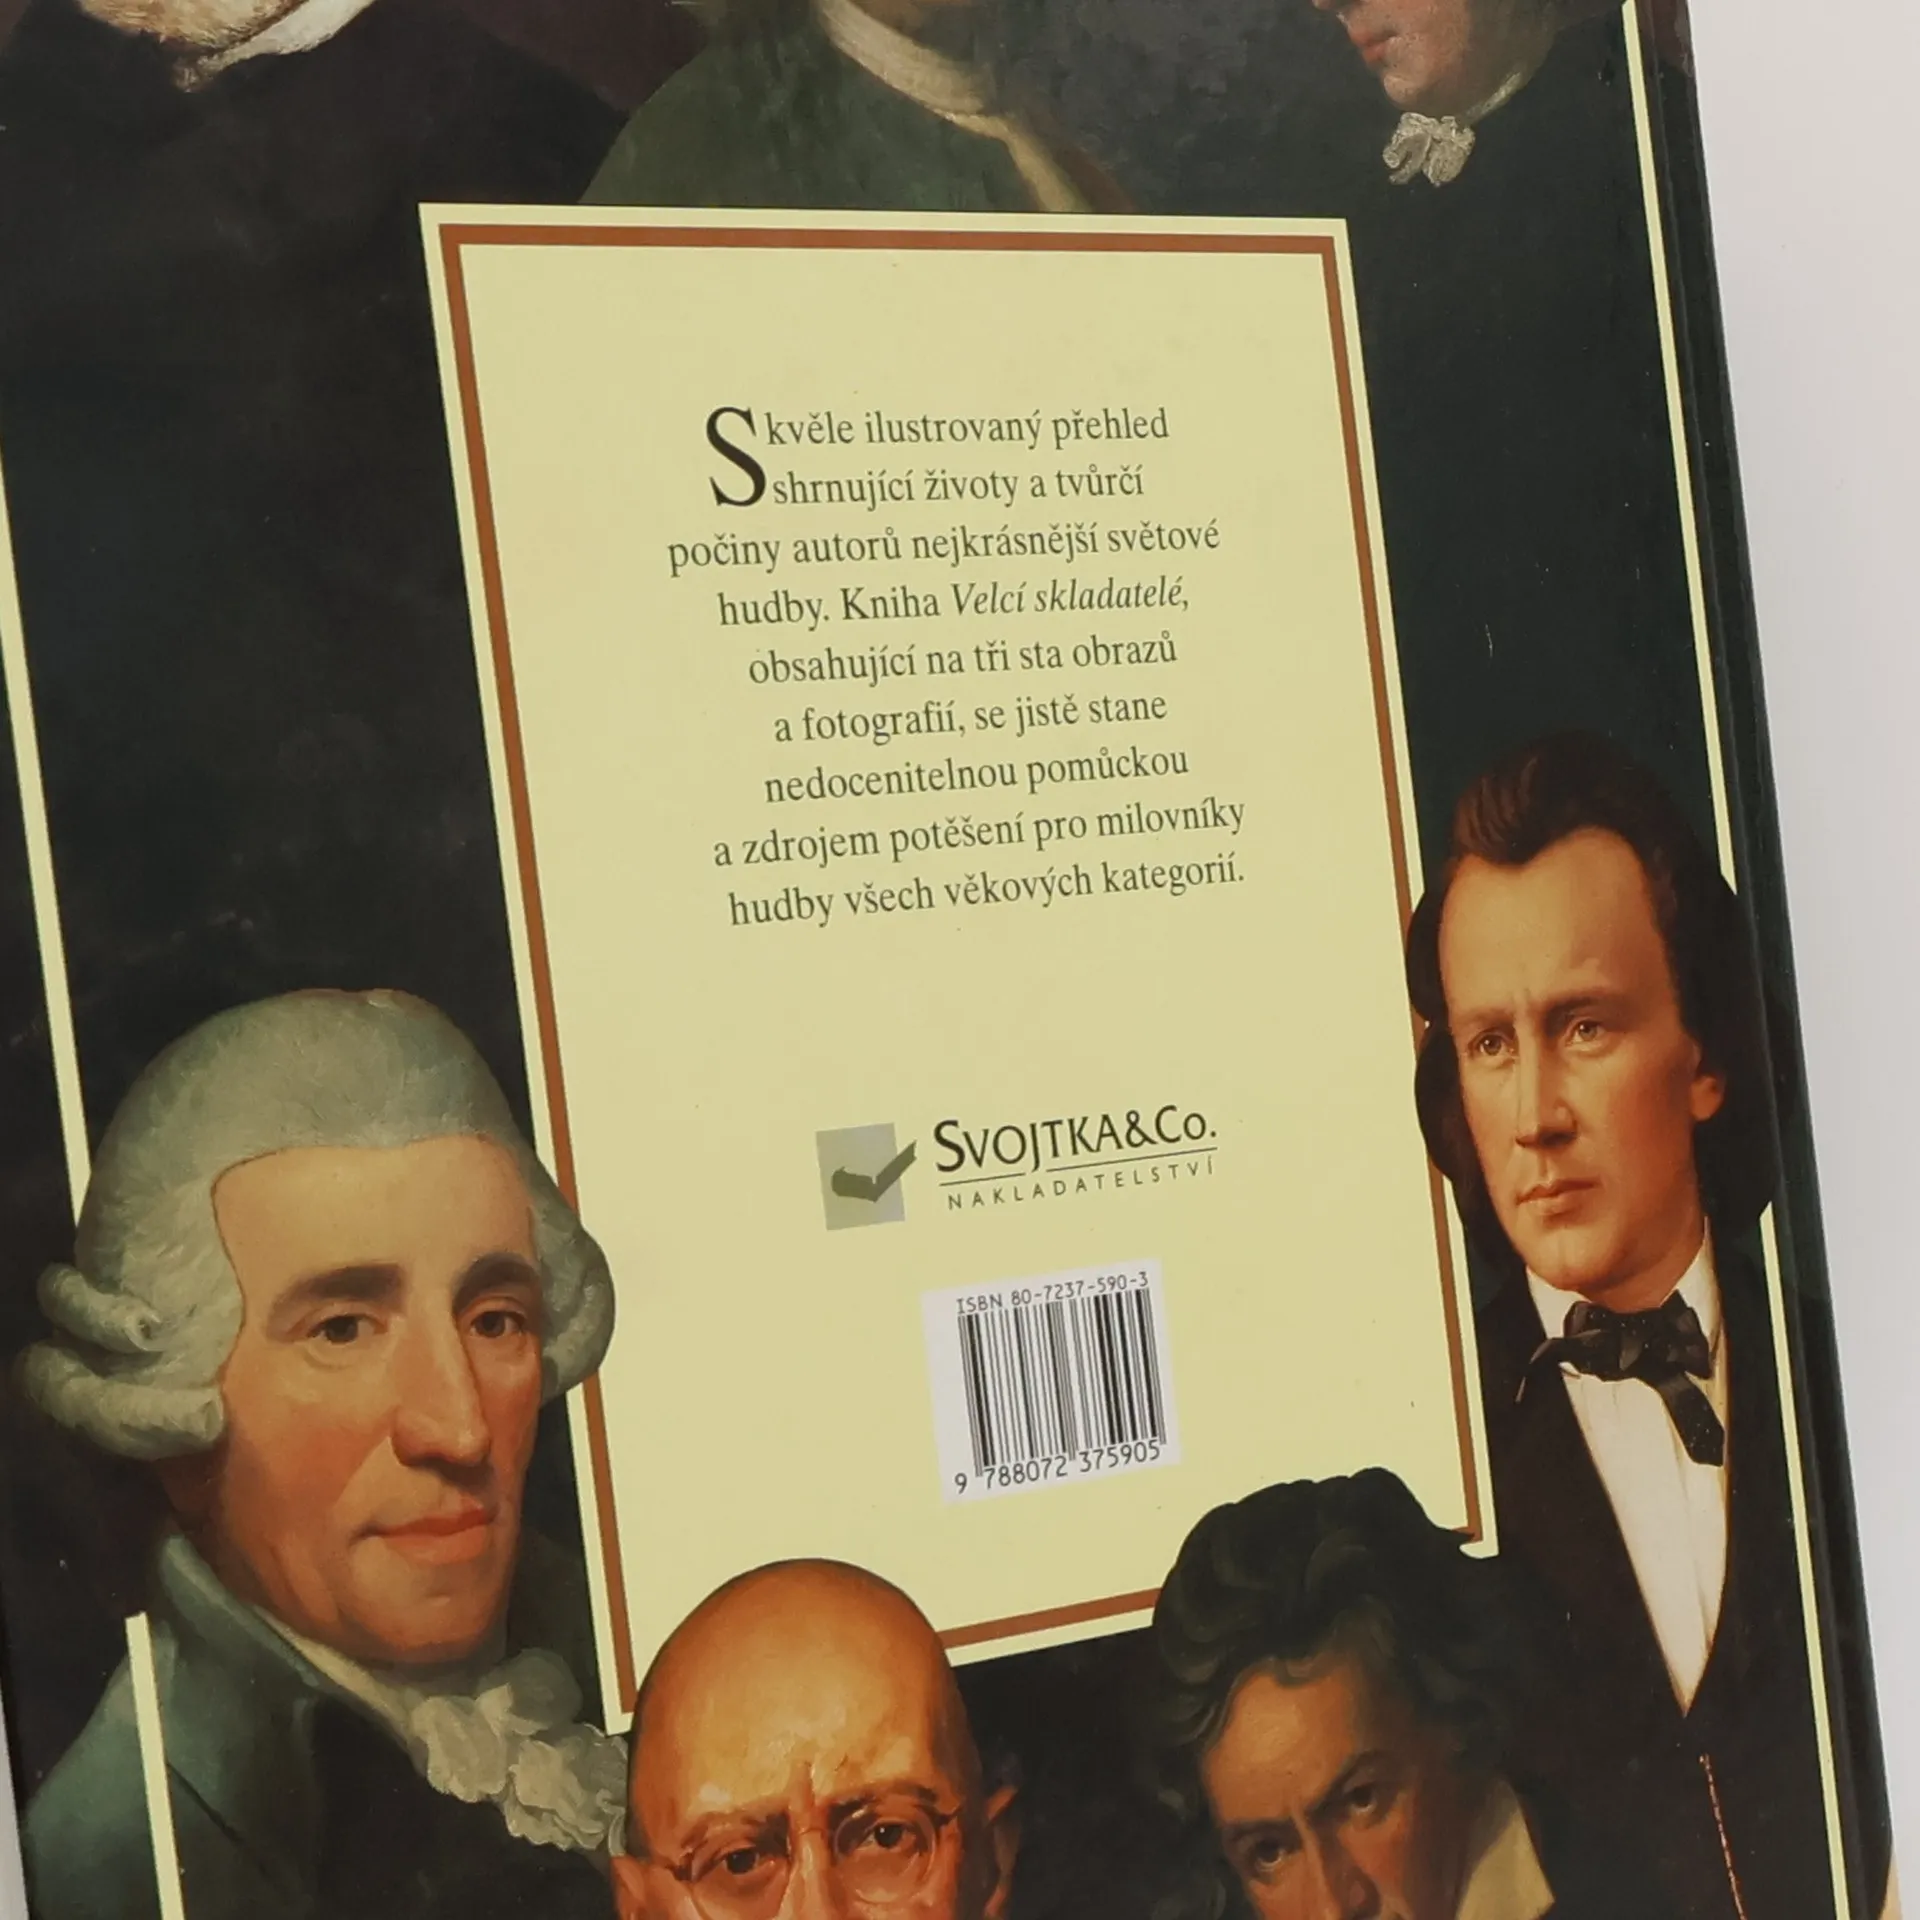 Skvěle ilustrovaný přehled
shrnující životy a tvůrčí
počiny autorů nejkrásnější světové
hudby. Kniha Velcí skladatelé,
obsahující na tři sta obrazů
a fotografií, se jistě stane
nedocenitelnou pomůckou
a zdrojem potěšení pro milovníky
hudby všech věkových kategorií.
SVOJTKA&CO.
NAKLADATELSTVÍ
ISBN 80-7237-590-3
9 788072 375905